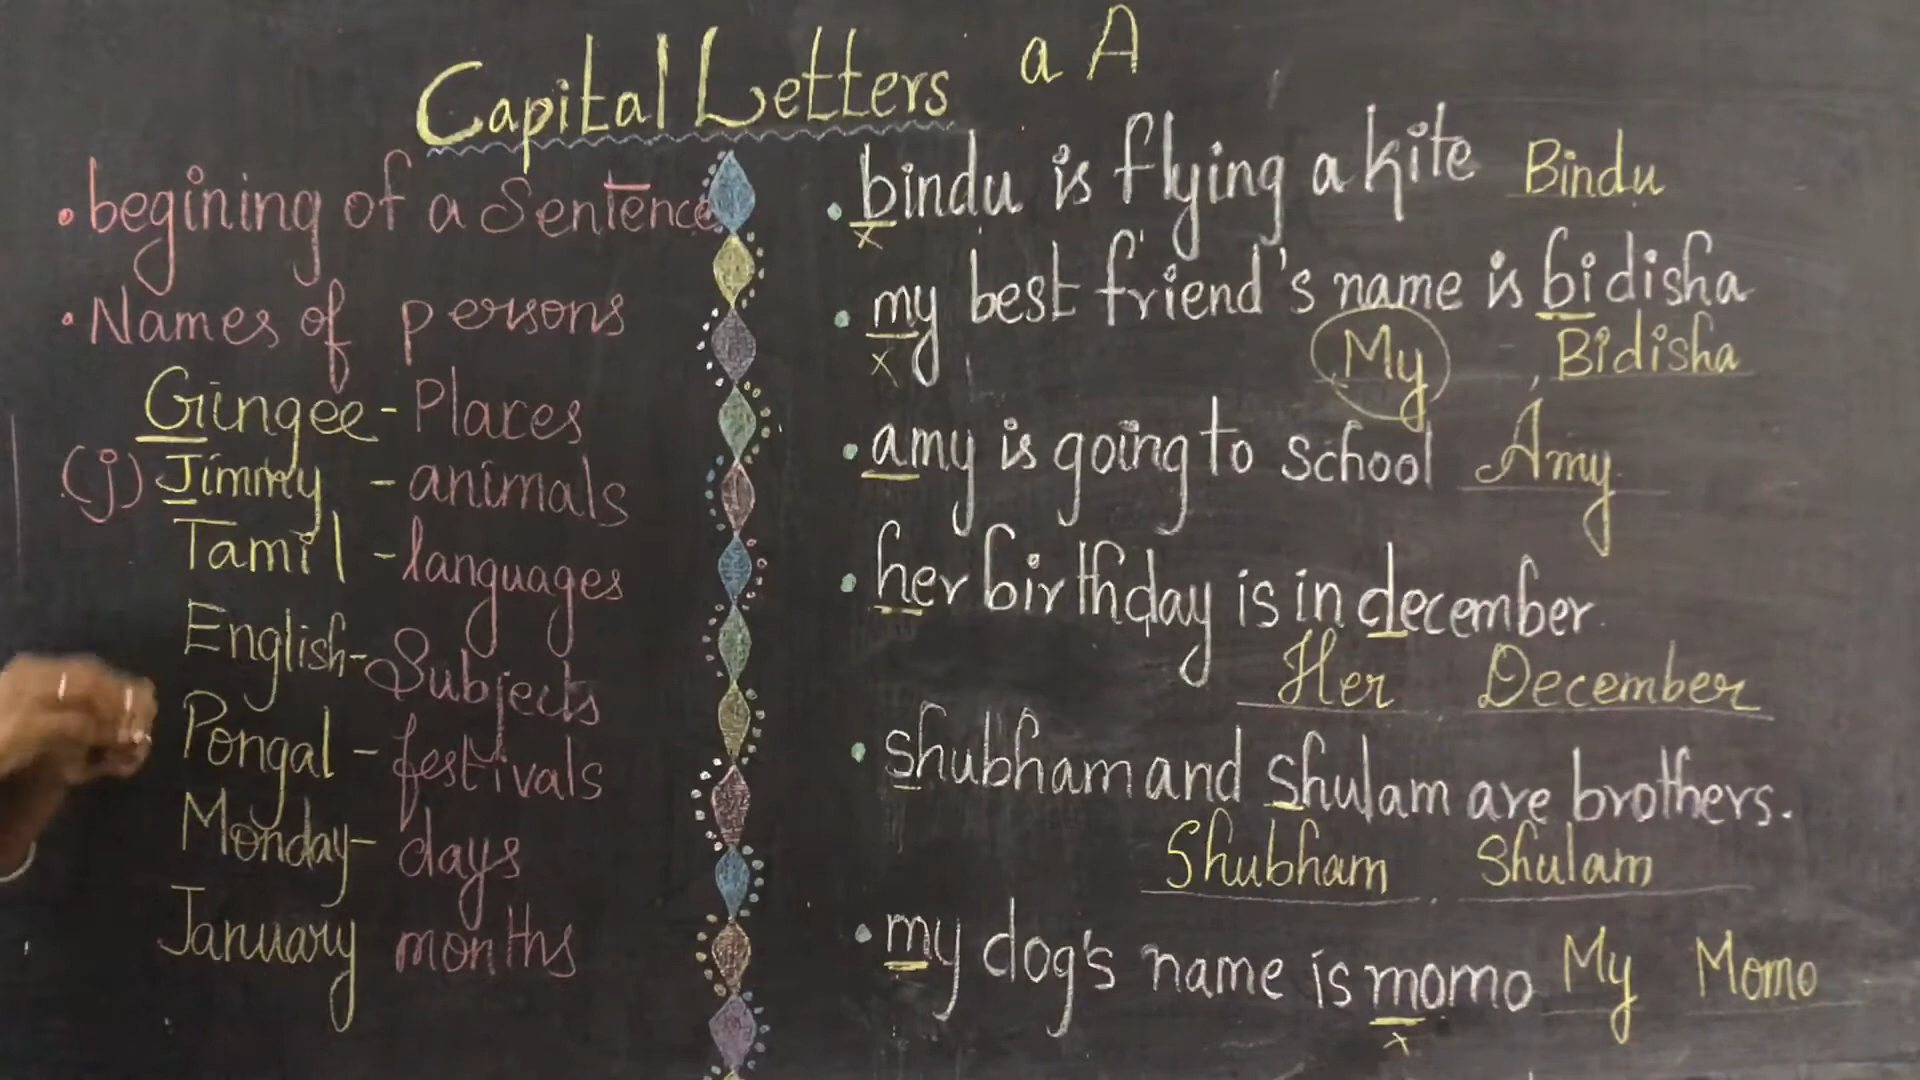 Capital Letters a A
• begining of a Sentence
• Names of persons
Gingee - Places
(j) Jimmy - animals
Tamil - languages
English - Subjects
Pongal - festivals
Monday - days
January months
• bindu is flying a kite Bindu
x
• my best friend's name is bidisha
x My Bidisha
• amy is going to school Amy
• her birthday is in december.
Her December
• shubham and shulam are brothers.
Shubham Shulam
• my dog's name is momo My Momo
x